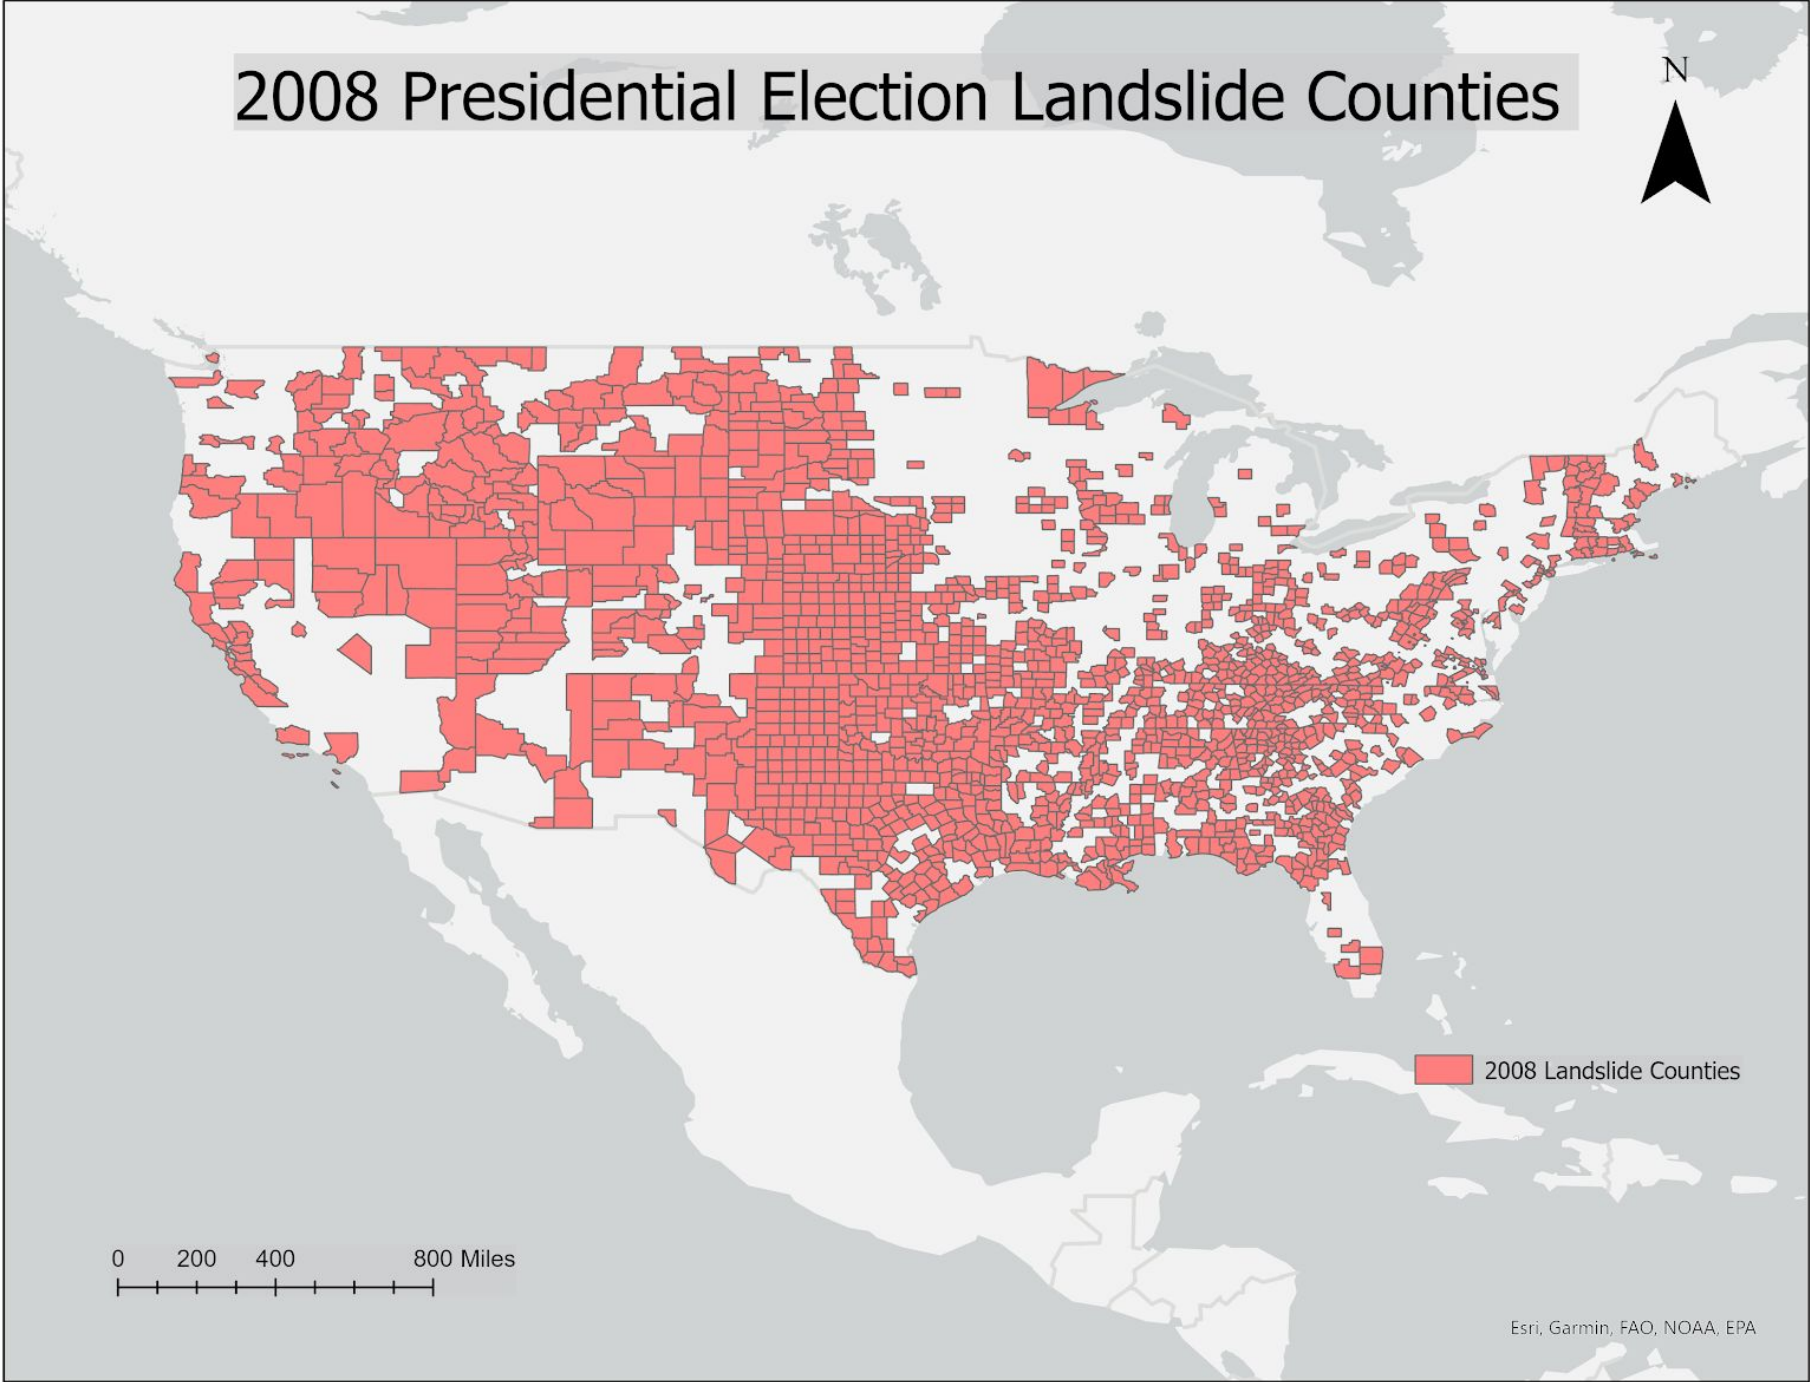 2008 Presidential Election Landslide Counties
N
2008 Landslide Counties
0 200 400 800 Miles
Esri, Garmin, FAO, NOAA, EPA